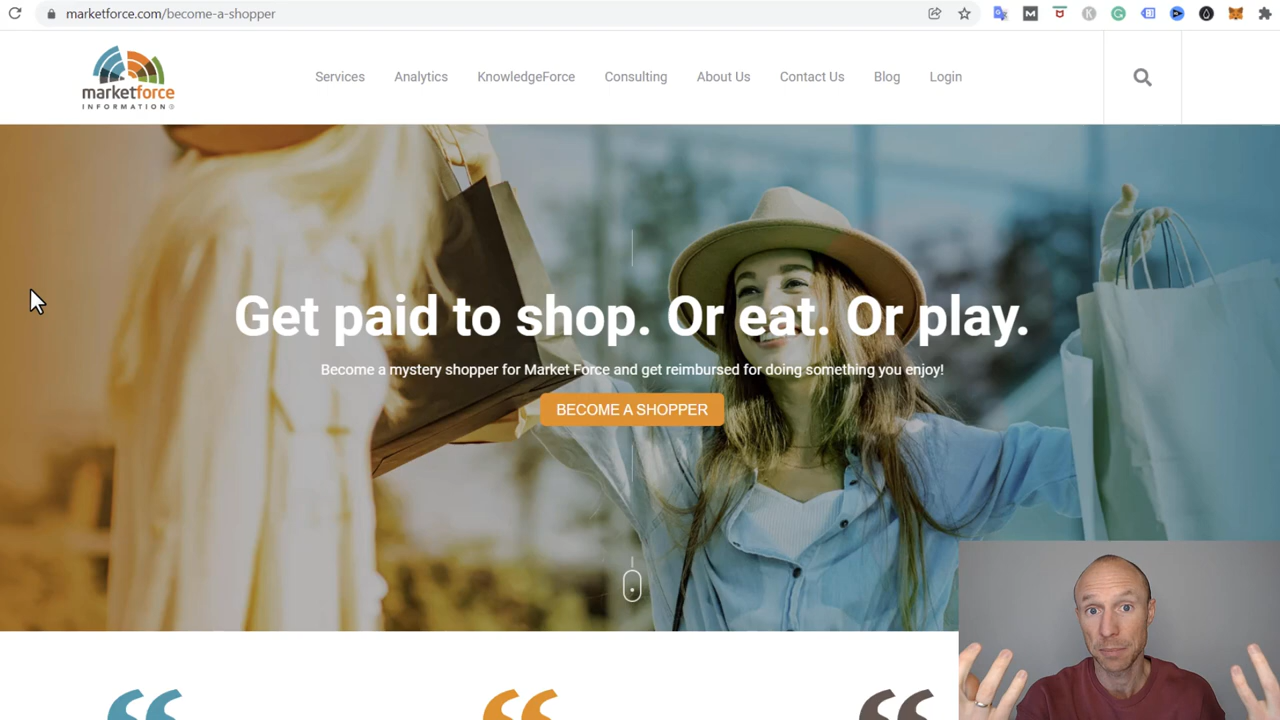 marketforce.com/become-a-shopper
marketforce
INFORMATION
Services
Analytics
KnowledgeForce
Consulting
About Us
Contact Us
Blog
Login
Get paid to shop. Or eat. Or play.
Become a mystery shopper for Market Force and get reimbursed for doing something you enjoy!
BECOME A SHOPPER
“ “ “